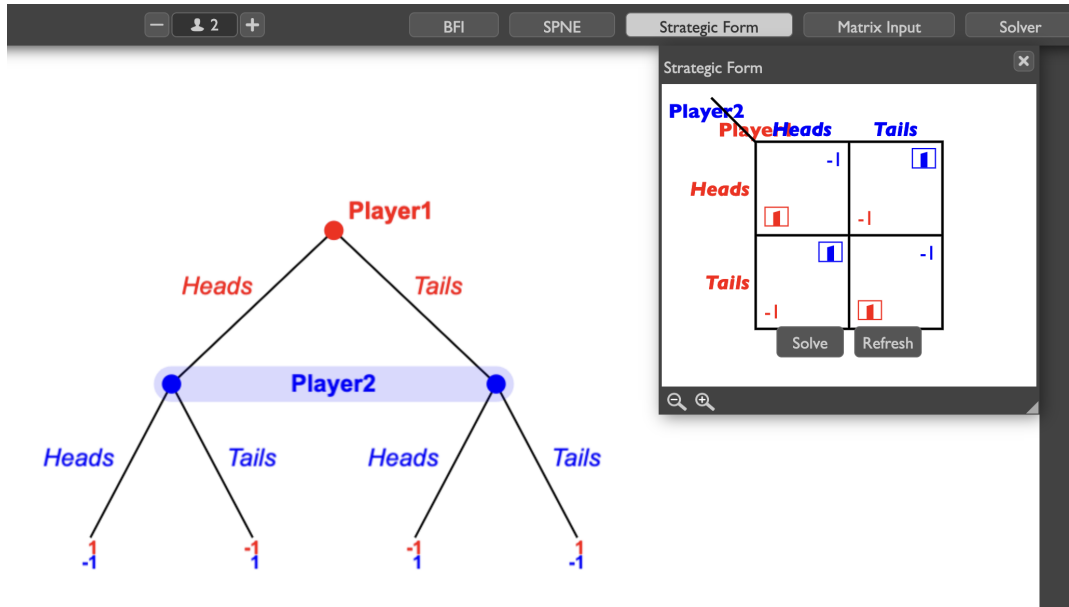 2 BFI SPNE Strategic Form Matrix Input Solver
Strategic Form
Player2
Player1 Heads Tails
-1 1
Heads
1 -1
1 -1
Tails
-1 1
Solve Refresh
Player1
Heads Tails
Player2
Heads Tails Heads Tails
1 -1 -1 1
-1 1 1 -1